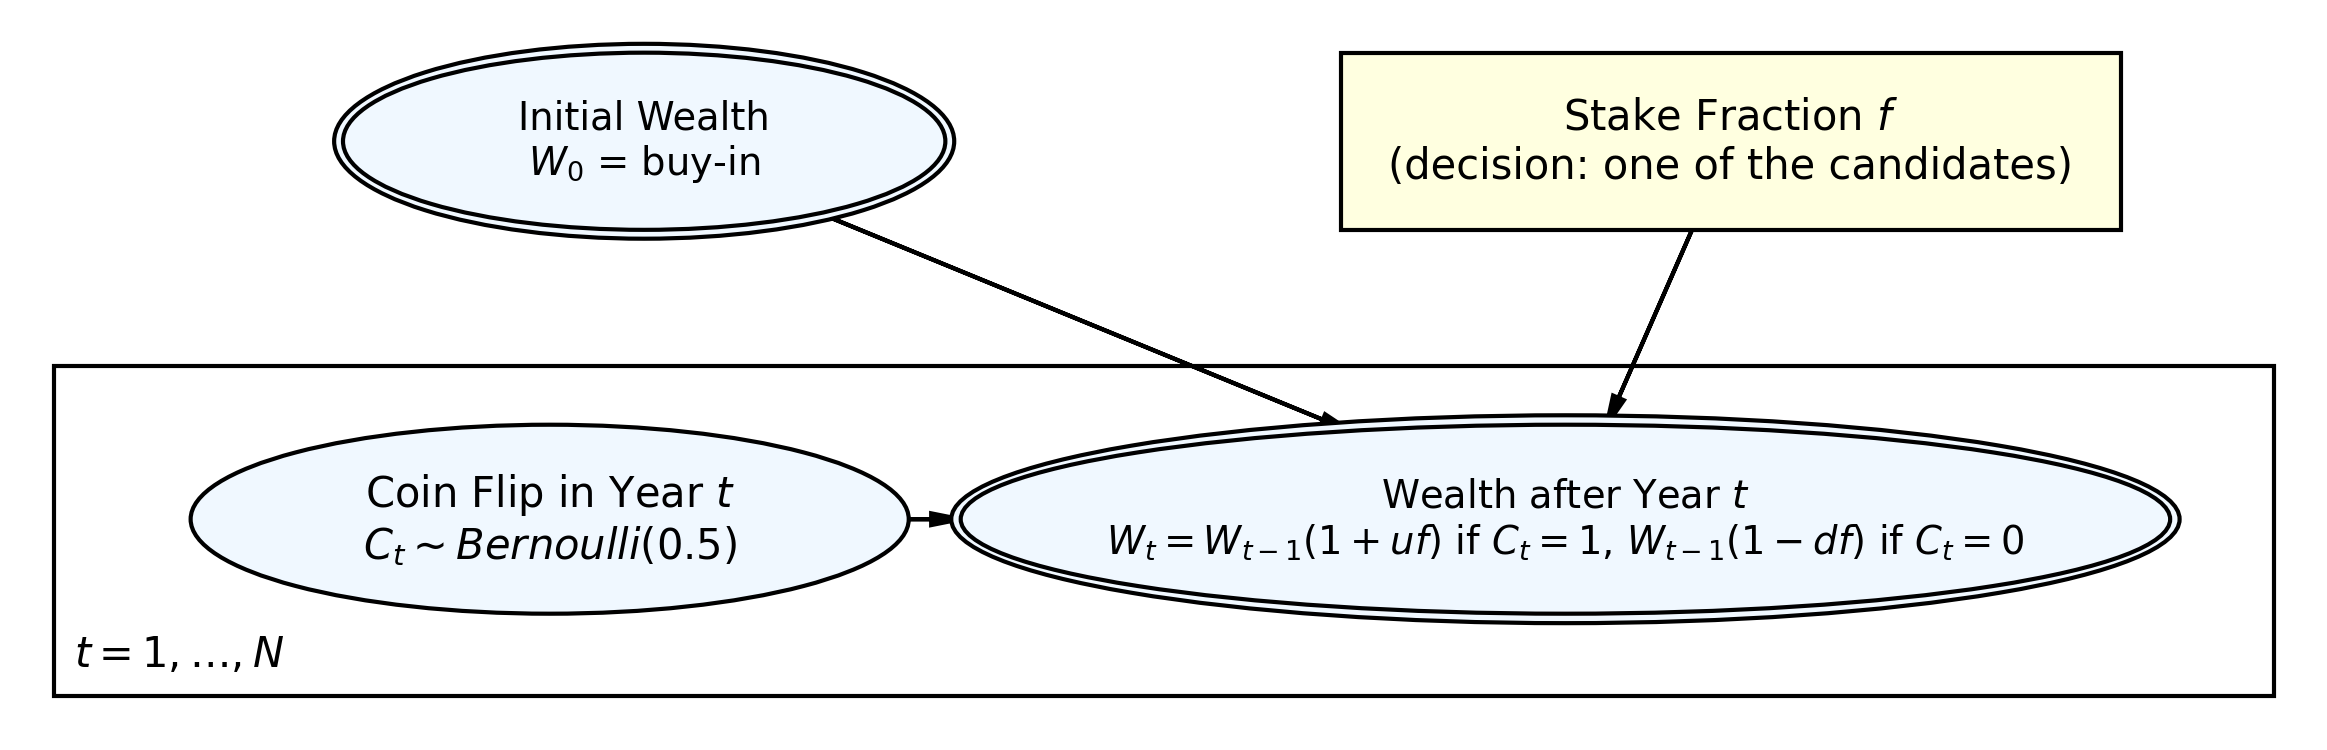 Initial Wealth
W₀ = buy-in
Stake Fraction f
(decision: one of the candidates)
Coin Flip in Year t
Cₜ ~ Bernoulli(0.5)
Wealth after Year t
Wₜ = Wₜ₋₁(1 + uf) if Cₜ = 1, Wₜ₋₁(1 − df) if Cₜ = 0
t = 1, ..., N